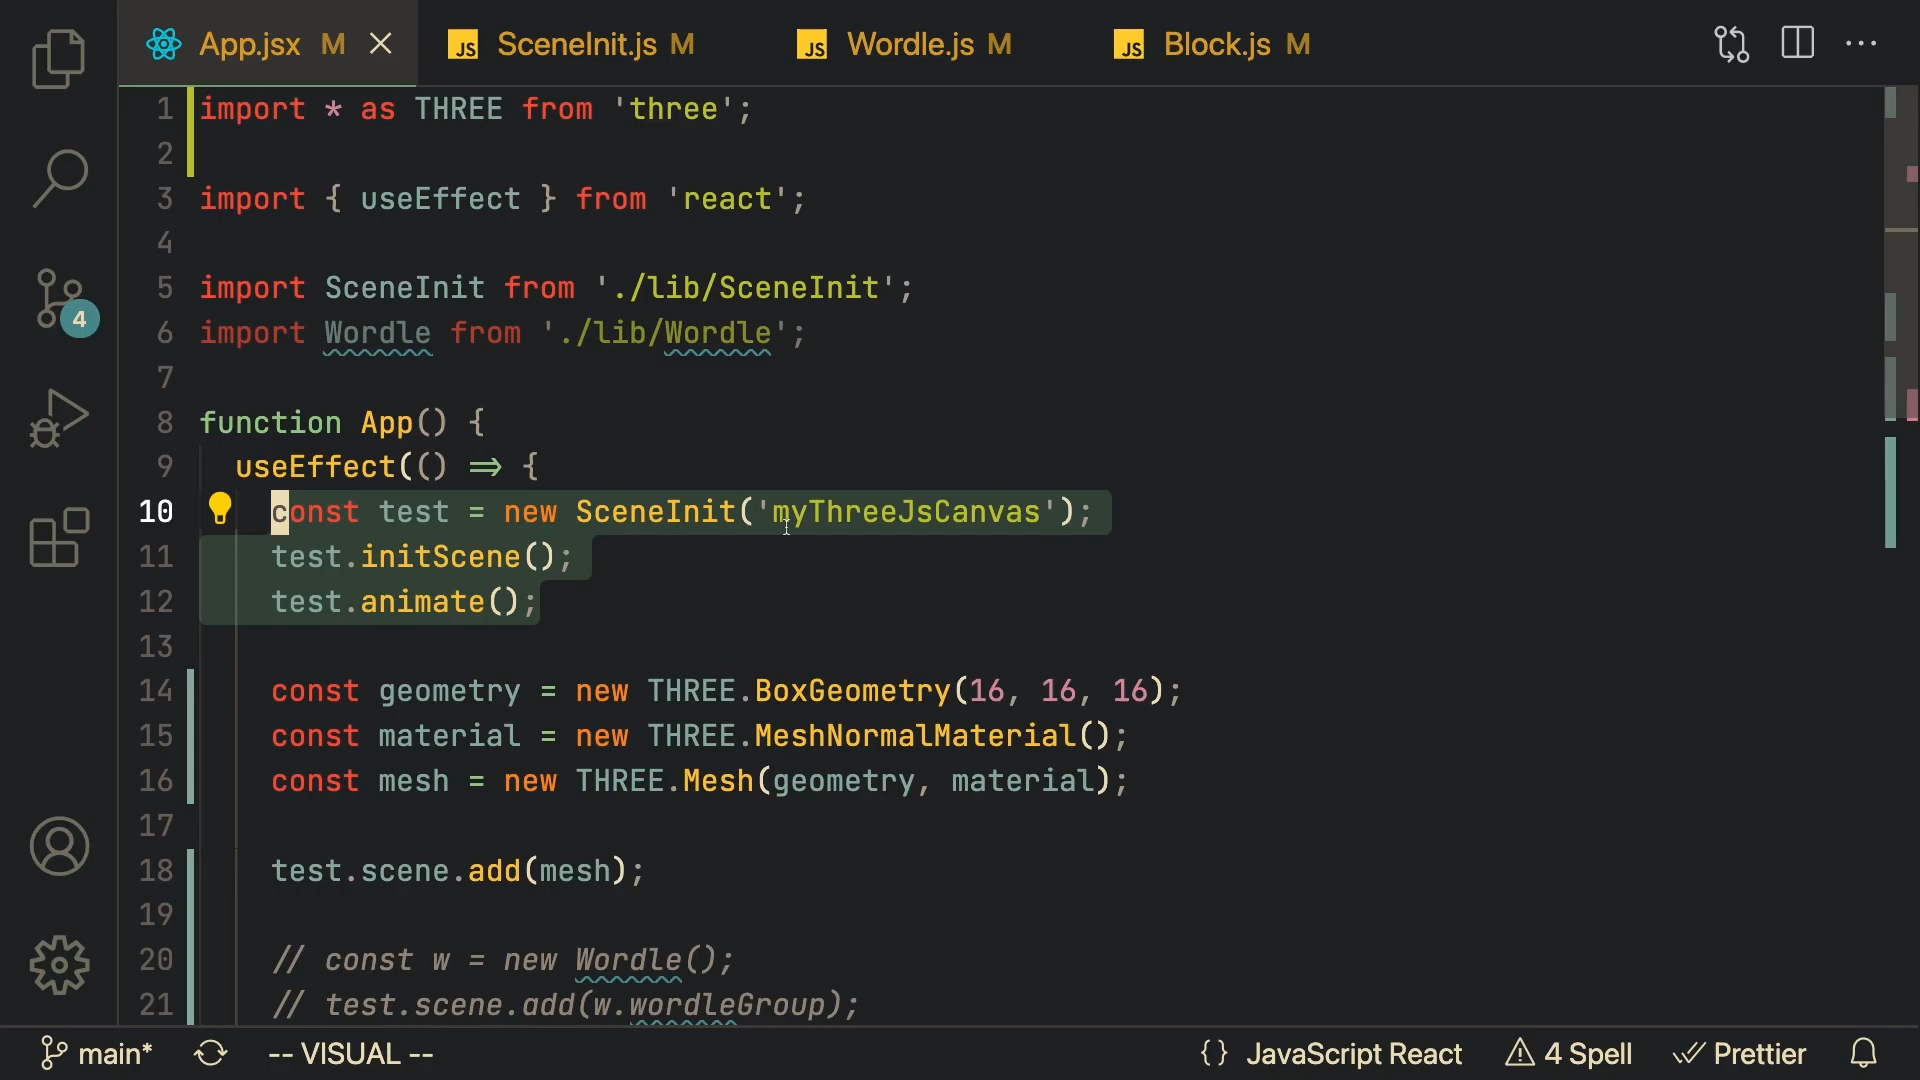 App.jsx M
JS SceneInit.js M
JS Wordle.js M
JS Block.js M
1 import * as THREE from 'three';
2
3 import { useEffect } from 'react';
4
5 import SceneInit from './lib/SceneInit';
6 import Wordle from './lib/Wordle';
7
8 function App() {
9 useEffect(() => {
10 const test = new SceneInit('myThreeJsCanvas');
11 test.initScene();
12 test.animate();
13
14 const geometry = new THREE.BoxGeometry(16, 16, 16);
15 const material = new THREE.MeshNormalMaterial();
16 const mesh = new THREE.Mesh(geometry, material);
17
18 test.scene.add(mesh);
19
20 // const w = new Wordle();
21 // test.scene.add(w.wordleGroup);
4
main* -- VISUAL -- {} JavaScript React 4 Spell Prettier